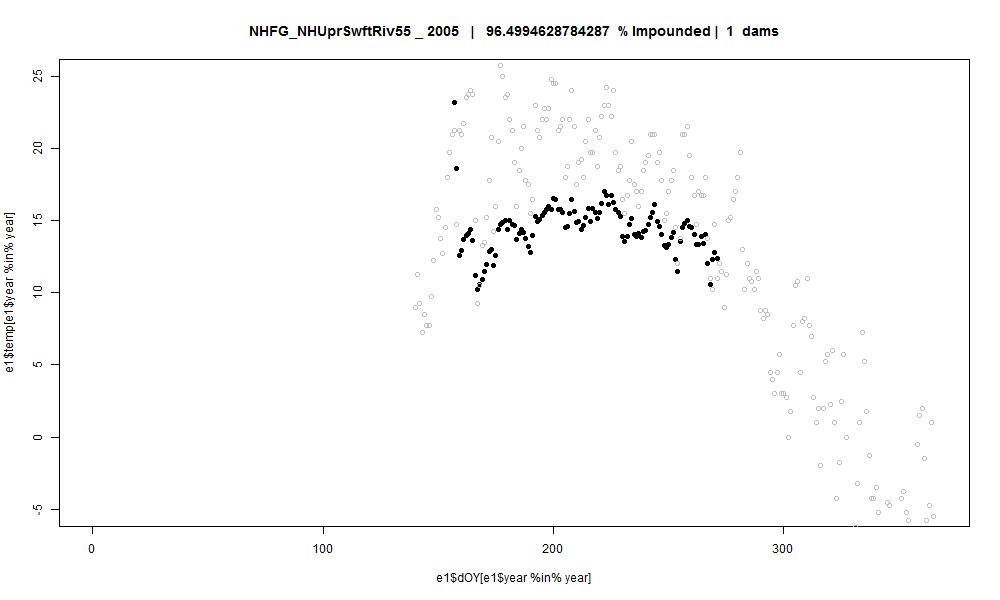 NHFG_NHUprSwftRiv55 _ 2005 | 96.4994628784287 % Impounded | 1 dams
25
20
15
10
5
0
-5
e1$temp[e1$year %in% year]
0 100 200 300
e1$dOY[e1$year %in% year]